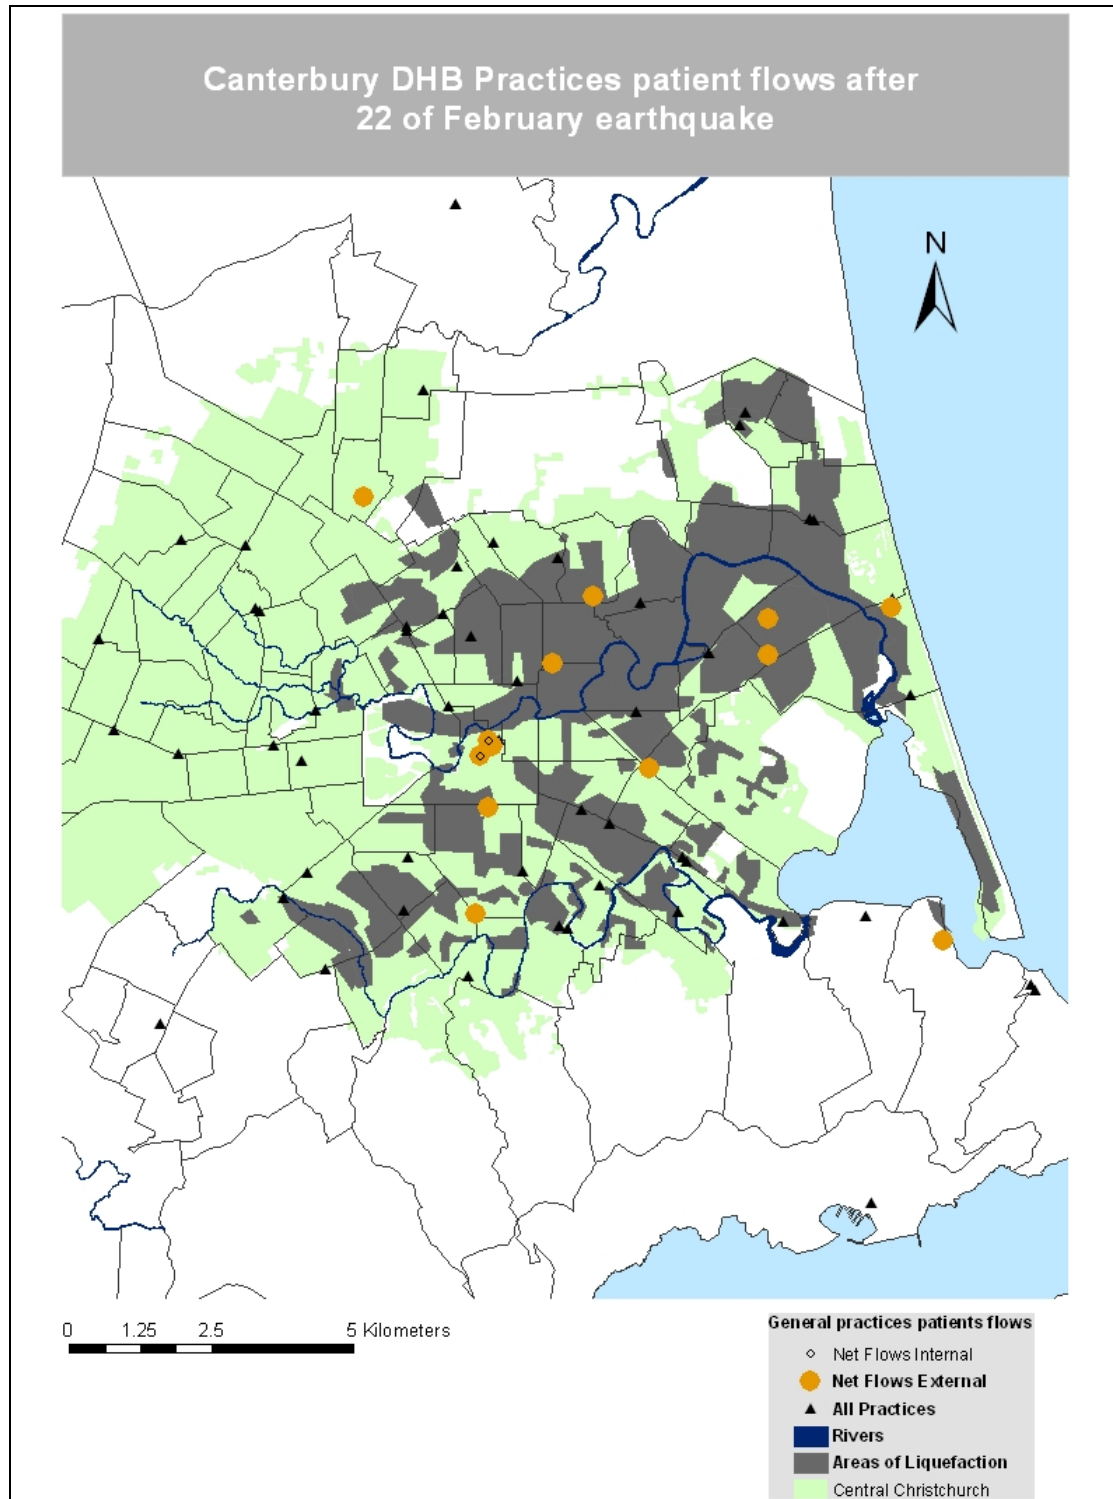 Canterbury DHB Practices patient flows after
22 of February earthquake
N
0 1.25 2.5 5 Kilometers
General practices patients flows
Net Flows Internal
Net Flows External
All Practices
Rivers
Areas of Liquefaction
Central Christchurch